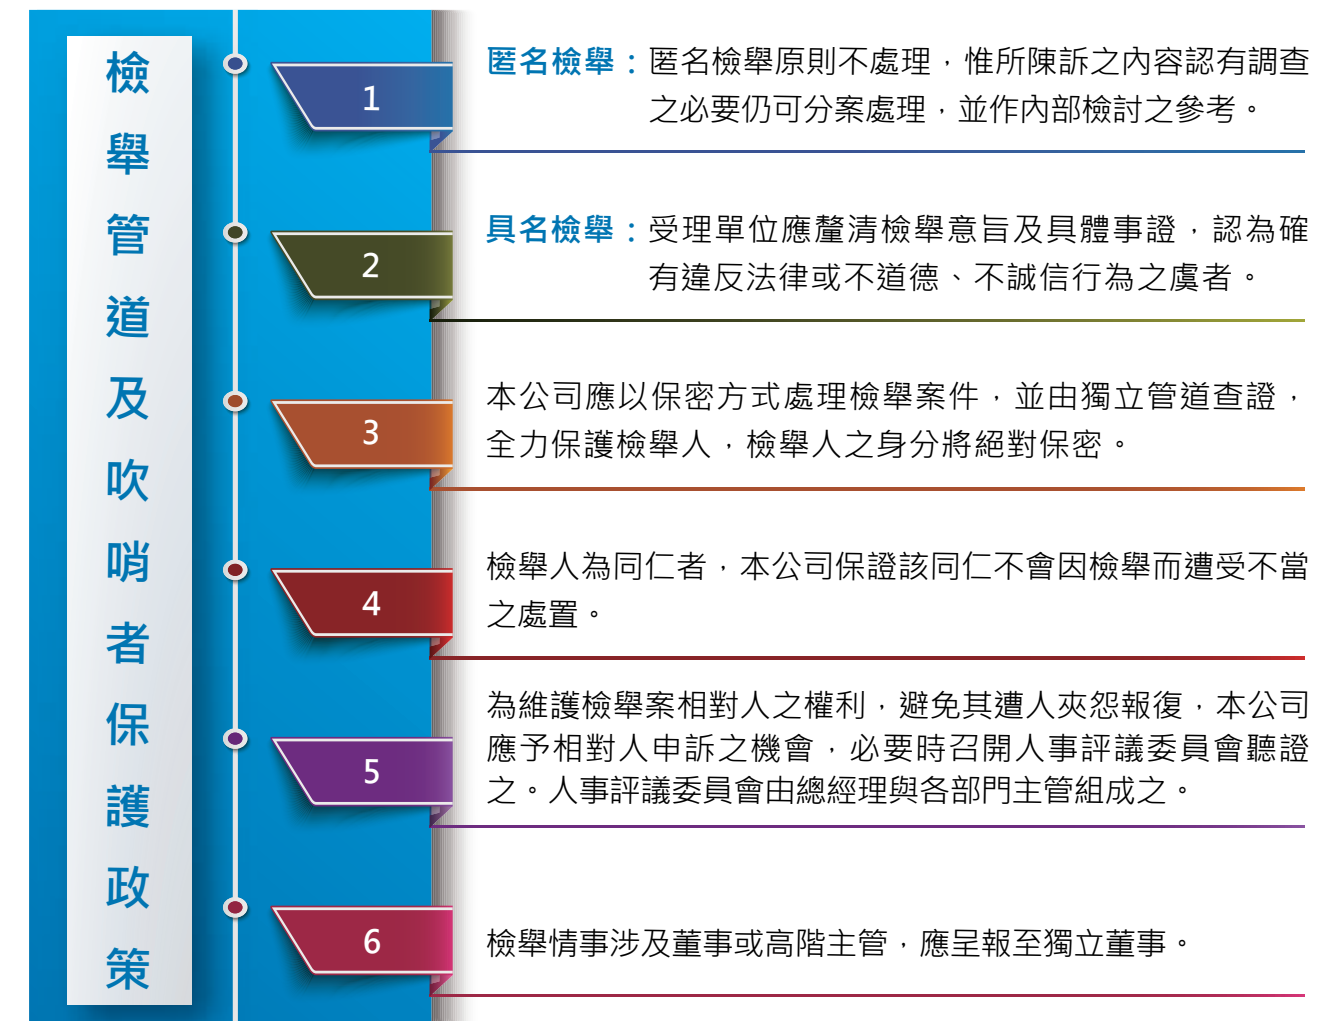 檢舉管道及吹哨者保護政策
1
匿名檢舉：匿名檢舉原則不處理，惟所陳訴之內容認有調查
之必要仍可分案處理，並作內部檢討之參考。
2
具名檢舉：受理單位應釐清檢舉意旨及具體事證，認為確
有違反法律或不道德、不誠信行為之虞者。
3
本公司應以保密方式處理檢舉案件，並由獨立管道查證，
全力保護檢舉人，檢舉人之身分將絕對保密。
4
檢舉人為同仁者，本公司保證該同仁不會因檢舉而遭受不當
之處置。
5
為維護檢舉案相對人之權利，避免其遭人夾怨報復，本公司
應予相對人申訴之機會，必要時召開人事評議委員會聽證
之。人事評議委員會由總經理與各部門主管組成之。
6
檢舉情事涉及董事或高階主管，應呈報至獨立董事。